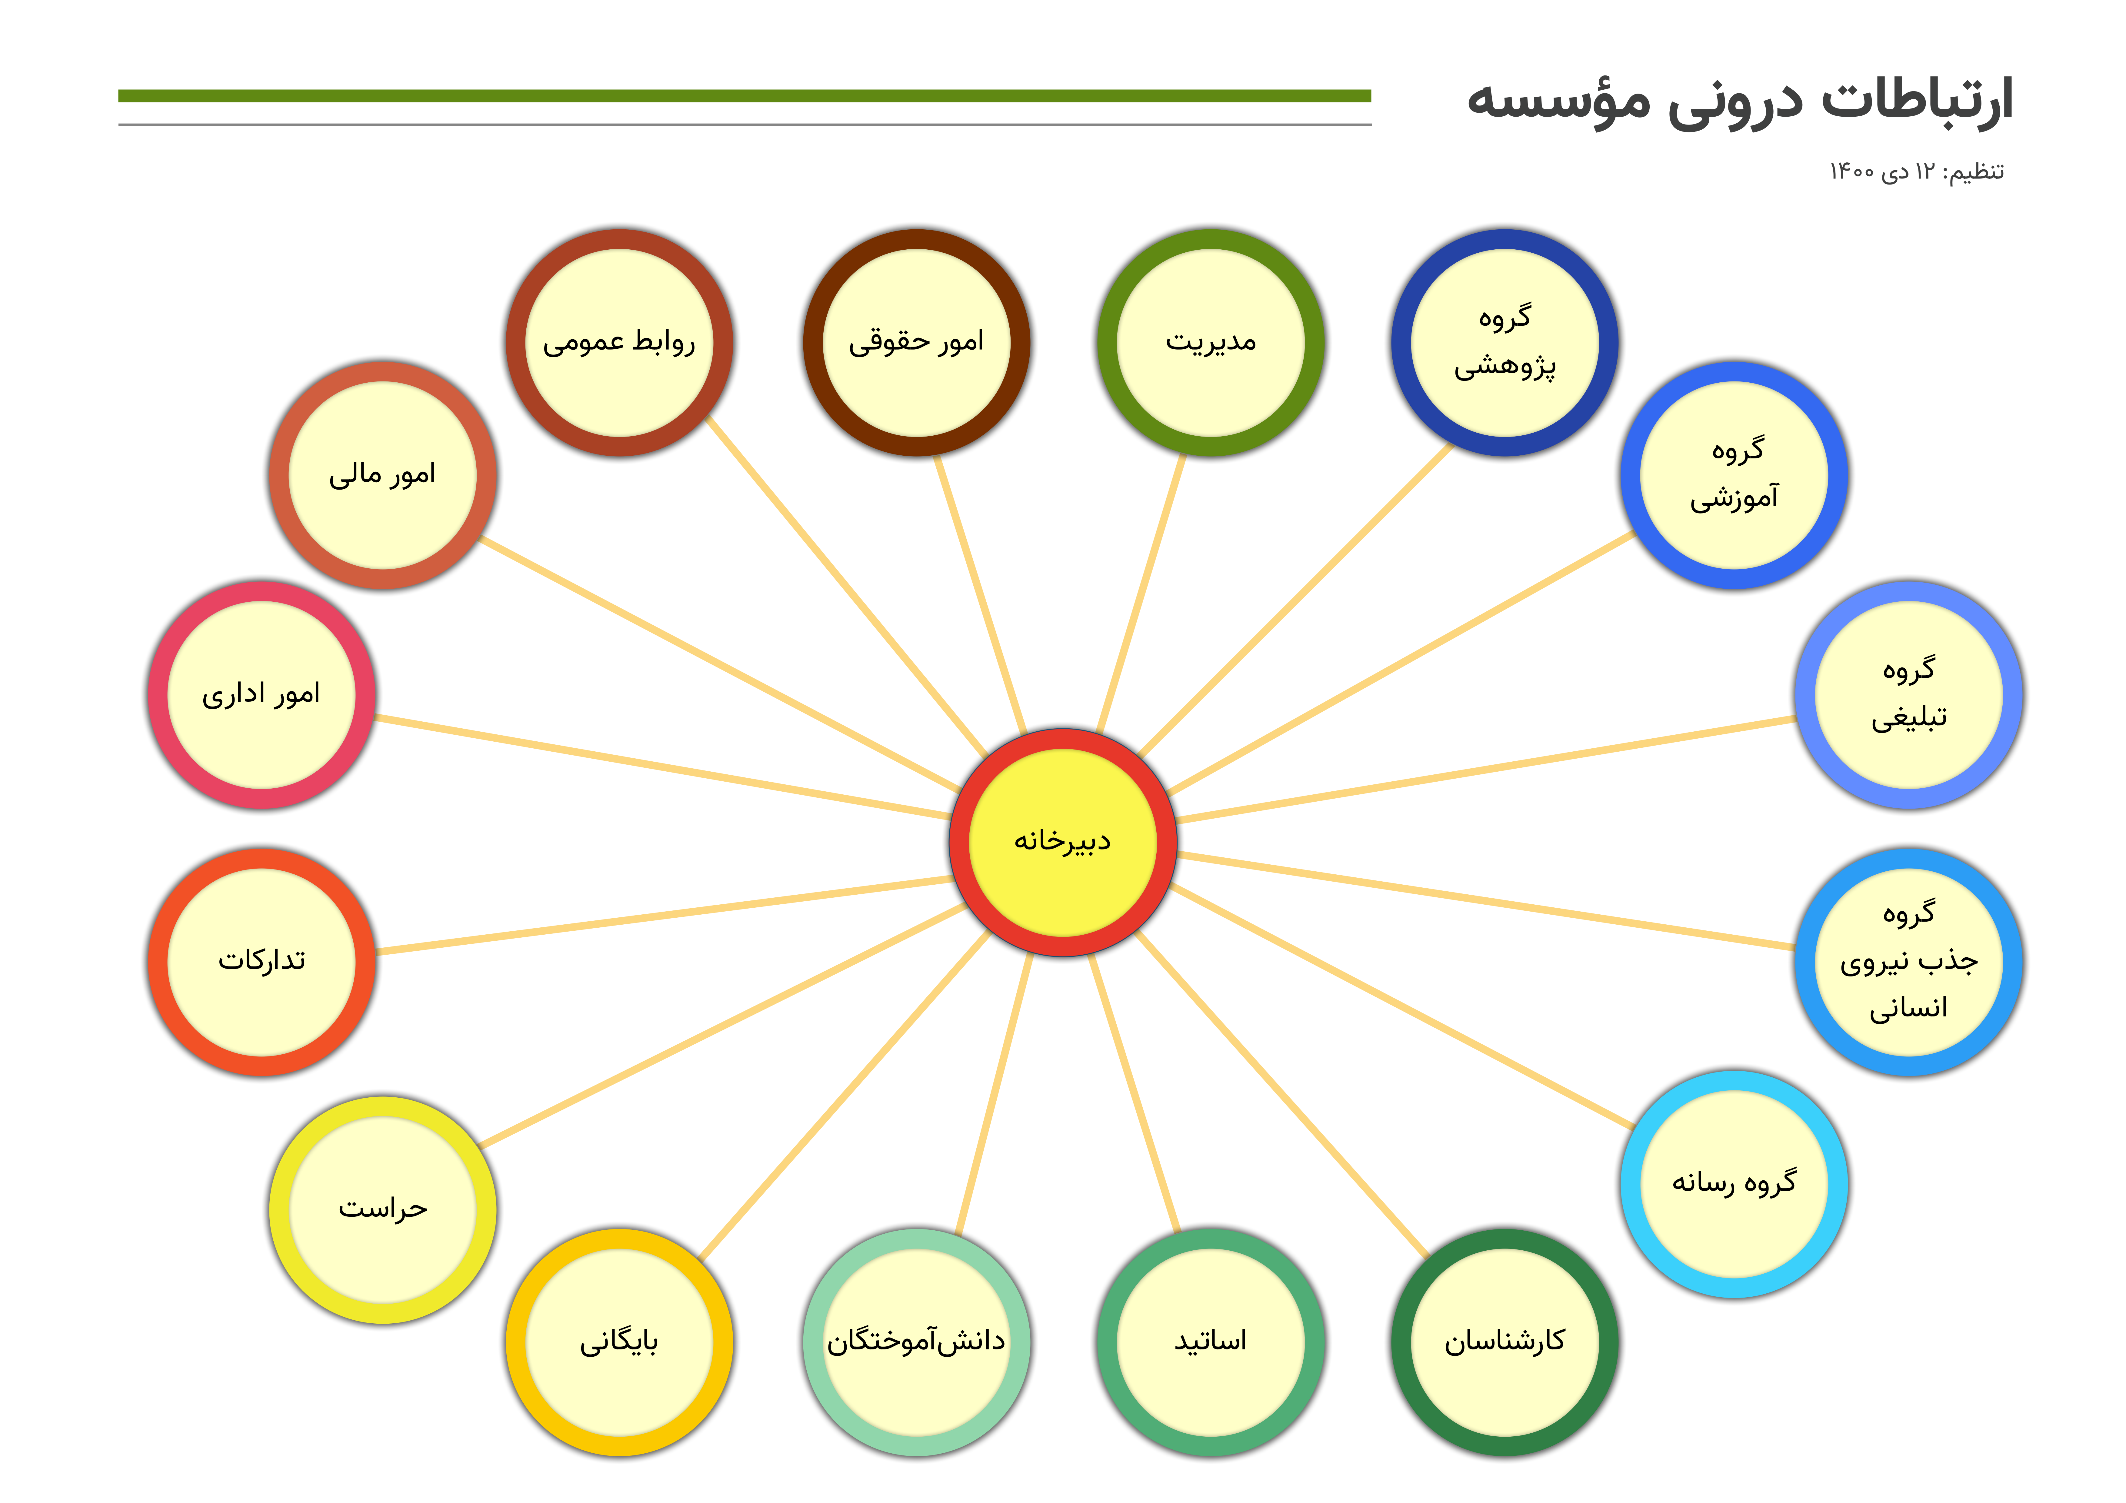 ارتباطات درونی مؤسسه
تنظیم: ۱۲ دی ۱۴۰۰
گروه
پژوهشی
مدیریت
امور حقوقی
روابط عمومی
گروه
آموزشی
امور مالی
گروه
تبلیغی
امور اداری
دبیرخانه
گروه
جذب نیروی
انسانی
تدارکات
گروه رسانه
حراست
کارشناسان
اساتید
دانش‌آموختگان
بایگانی